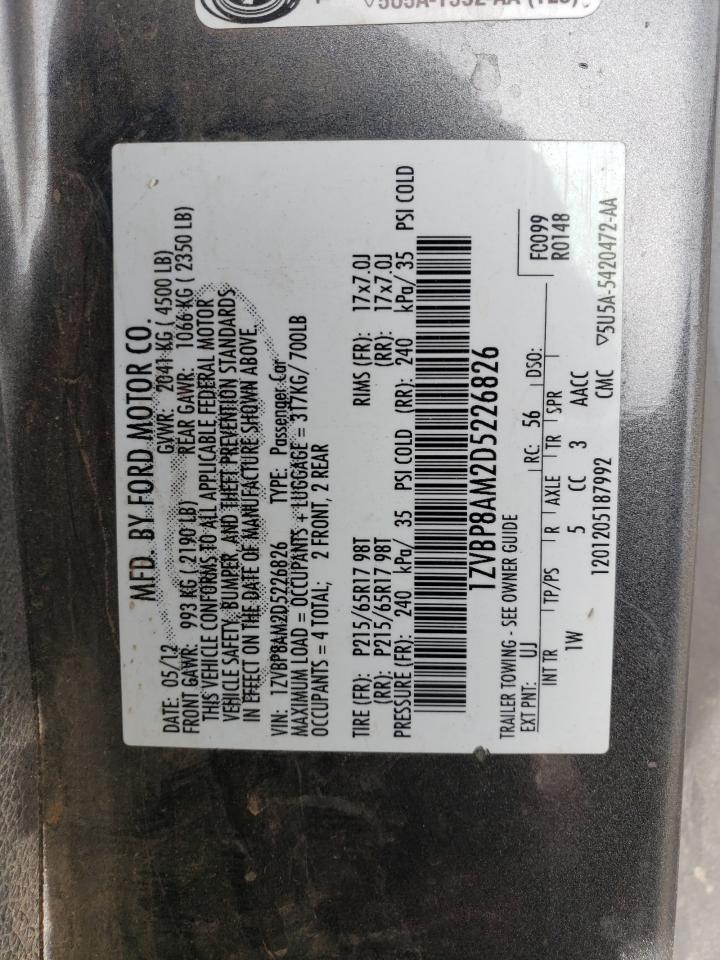 5U5A-1532-AA
MFD. BY FORD MOTOR CO.
DATE: 05/12 GVWR: 2041 KG ( 4500 LB)
FRONT GAWR: 993 KG ( 2190 LB) REAR GAWR: 1066 KG ( 2350 LB)
THIS VEHICLE CONFORMS TO ALL APPLICABLE FEDERAL MOTOR
VEHICLE SAFETY, BUMPER, AND THEFT PREVENTION STANDARDS
IN EFFECT ON THE DATE OF MANUFACTURE SHOWN ABOVE.
VIN: 1ZVBP8AM2D5226826 TYPE: Passenger Car
MAXIMUM LOAD = OCCUPANTS + LUGGAGE = 317KG/ 700LB
OCCUPANTS = 4 TOTAL; 2 FRONT, 2 REAR
TIRE (FR): P215/65R17 98T RIMS (FR): 17x7.0J
(RR): P215/65R17 98T (RR): 17x7.0J
PRESSURE (FR): 240 kPa/ 35 PSI COLD (RR): 240 kPa/ 35 PSI COLD
1ZVBP8AM2D5226826
TRAILER TOWING - SEE OWNER GUIDE FC099
EXT PNT: UJ RC: 56 DSO: R0148
INT TR TP/PS R AXLE TR SPR
1W 5 CC 3 AACC
1201205187992 CMC ▽5U5A-5420472-AA